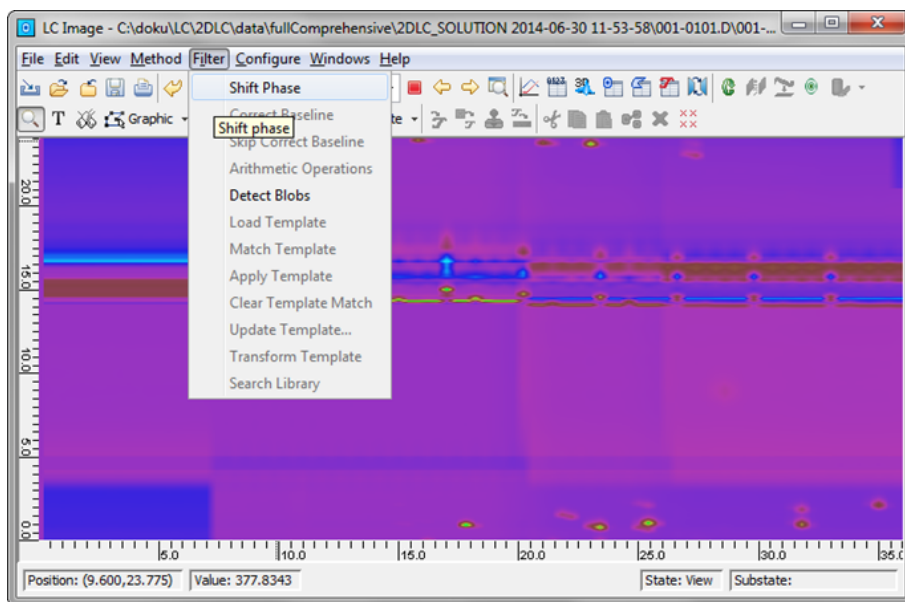 LC Image - C:\doku\LC\2DLC\data\fullComprehensive\2DLC_SOLUTION 2014-06-30 11-53-58\001-0101.D\001-...
File Edit View Method Filter Configure Windows Help
Shift Phase
T Graphic
Correct Baseline
Shift phase
Skip Correct Baseline
Arithmetic Operations
Detect Blobs
Load Template
Match Template
Apply Template
Clear Template Match
Update Template...
Transform Template
Search Library
20.0
15.0
10.0
5.0
0.0
5.0 10.0 15.0 20.0 25.0 30.0
Position: (9.600,23.775) Value: 377.8343 State: View Substate: